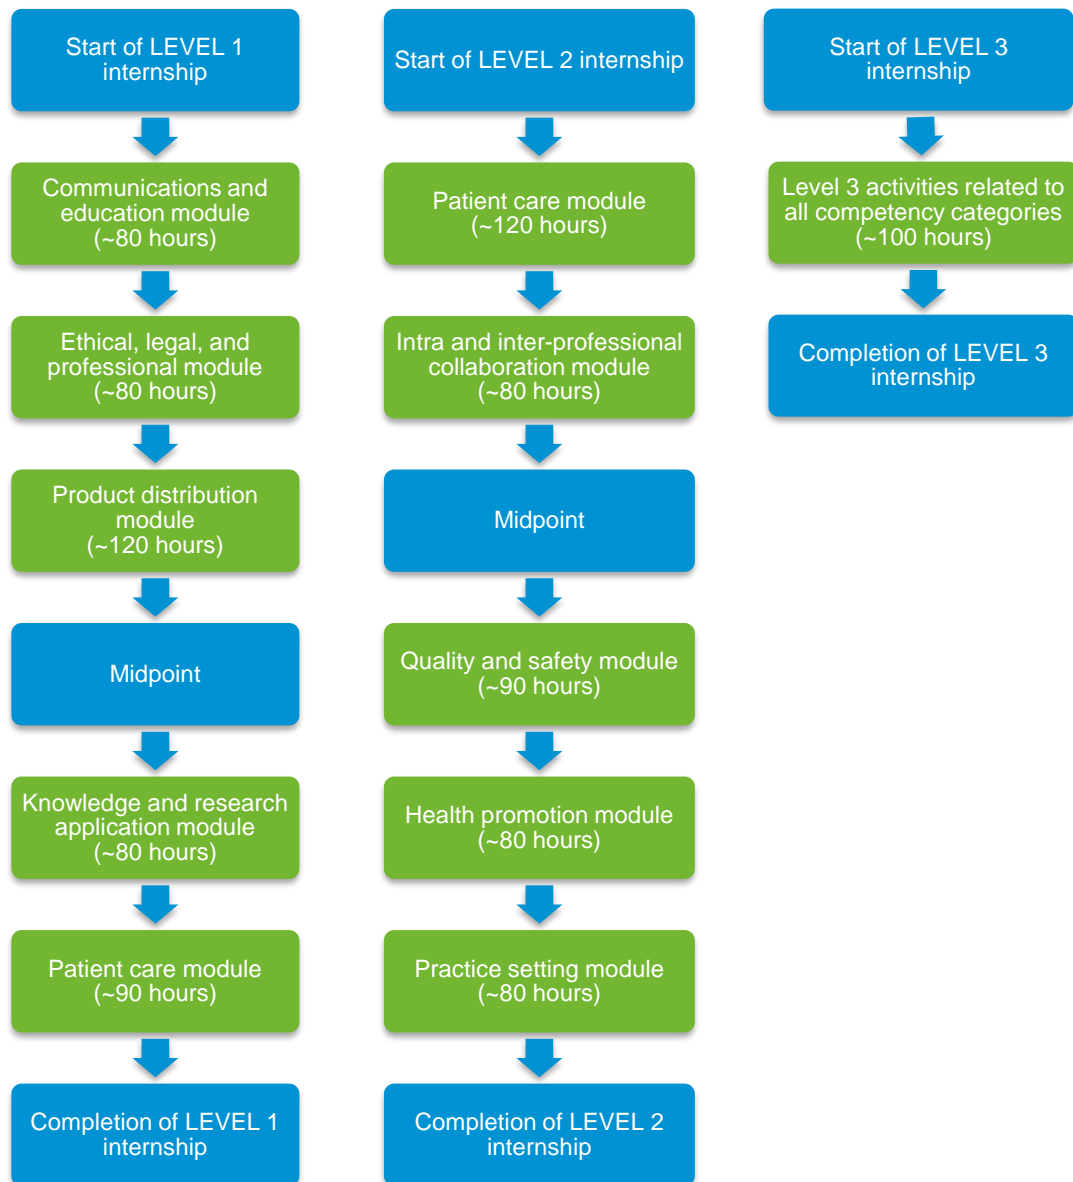 Start of LEVEL 1
internship
Communications and
education module
(~80 hours)
Ethical, legal, and
professional module
(~80 hours)
Product distribution
module
(~120 hours)
Midpoint
Knowledge and research
application module
(~80 hours)
Patient care module
(~90 hours)
Completion of LEVEL 1
internship
Start of LEVEL 2 internship
Patient care module
(~120 hours)
Intra and inter-professional
collaboration module
(~80 hours)
Midpoint
Quality and safety module
(~90 hours)
Health promotion module
(~80 hours)
Practice setting module
(~80 hours)
Completion of LEVEL 2
internship
Start of LEVEL 3
internship
Level 3 activities related to
all competency categories
(~100 hours)
Completion of LEVEL 3
internship